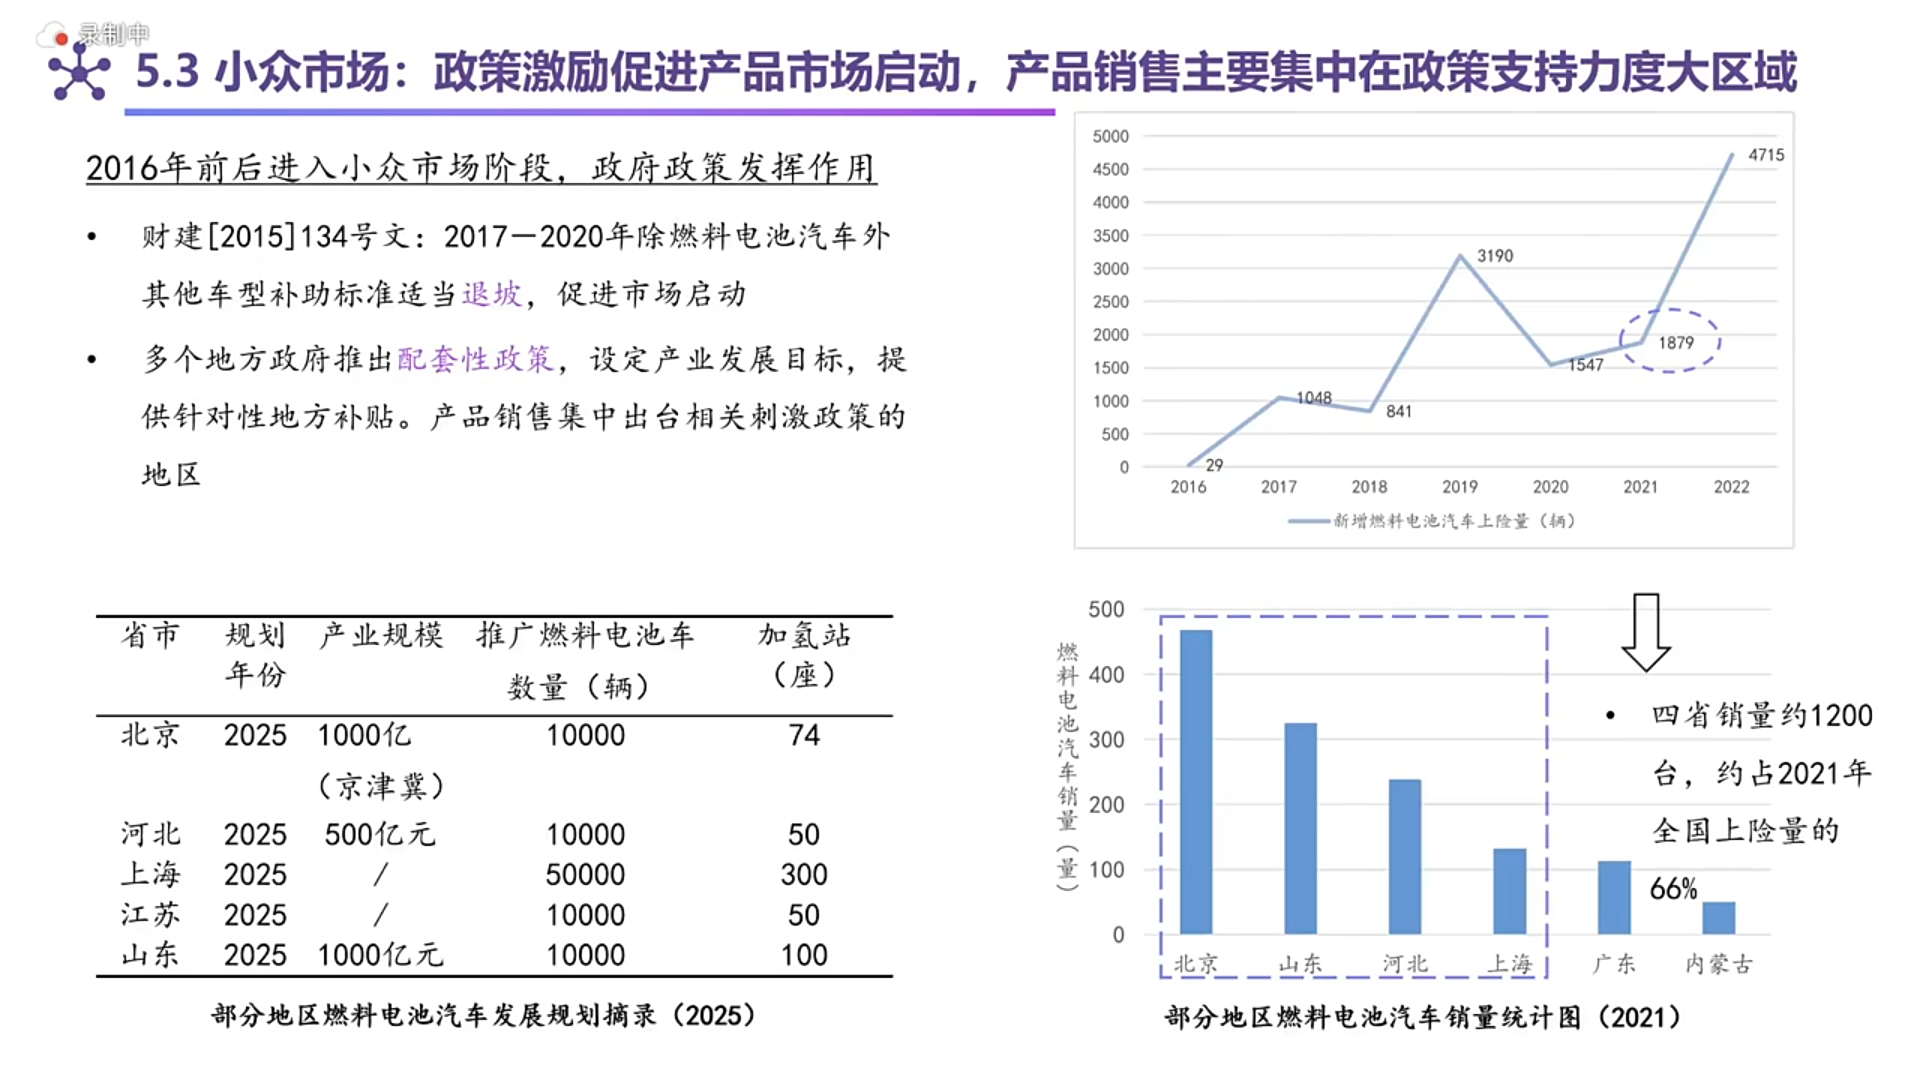 录制中
5.3 小众市场：政策激励促进产品市场启动，产品销售主要集中在政策支持力度大区域
2016年前后进入小众市场阶段，政府政策发挥作用
• 财建[2015]134号文：2017－2020年除燃料电池汽车外
其他车型补助标准适当退坡，促进市场启动
• 多个地方政府推出配套性政策，设定产业发展目标，提
供针对性地方补贴。产品销售集中出台相关刺激政策的
地区
5000
4500
4000
3500
3000
2500
2000
1500
1000
500
0
29
1048
841
3190
1547
1879
4715
2016 2017 2018 2019 2020 2021 2022
新增燃料电池汽车上险量（辆）
省市 规划年份 产业规模 推广燃料电池车数量（辆） 加氢站（座）
北京 2025 1000亿（京津冀） 10000 74
河北 2025 500亿元 10000 50
上海 2025 / 50000 300
江苏 2025 / 10000 50
山东 2025 1000亿元 10000 100
部分地区燃料电池汽车发展规划摘录（2025）
燃料电池汽车销量（量）
500
400
300
200
100
0
北京 山东 河北 上海 广东 内蒙古
• 四省销量约1200
台，约占2021年
全国上险量的
66%
部分地区燃料电池汽车销量统计图（2021）